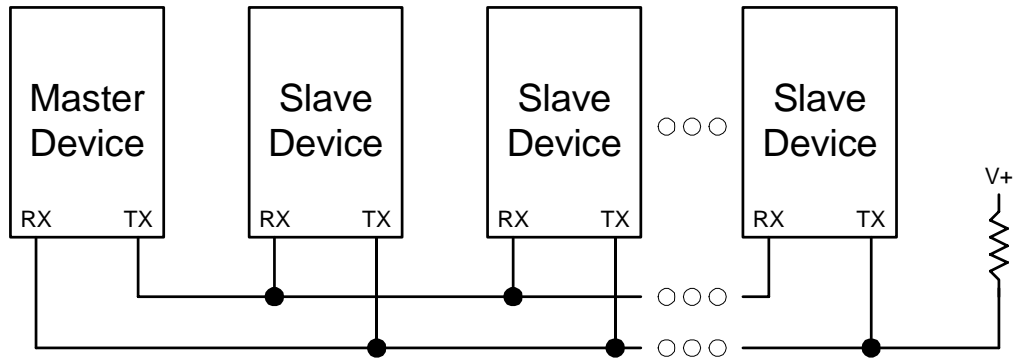 Master
Device
Slave
Device
Slave
Device
Slave
Device
V+
RX TX
RX TX
RX TX
RX TX